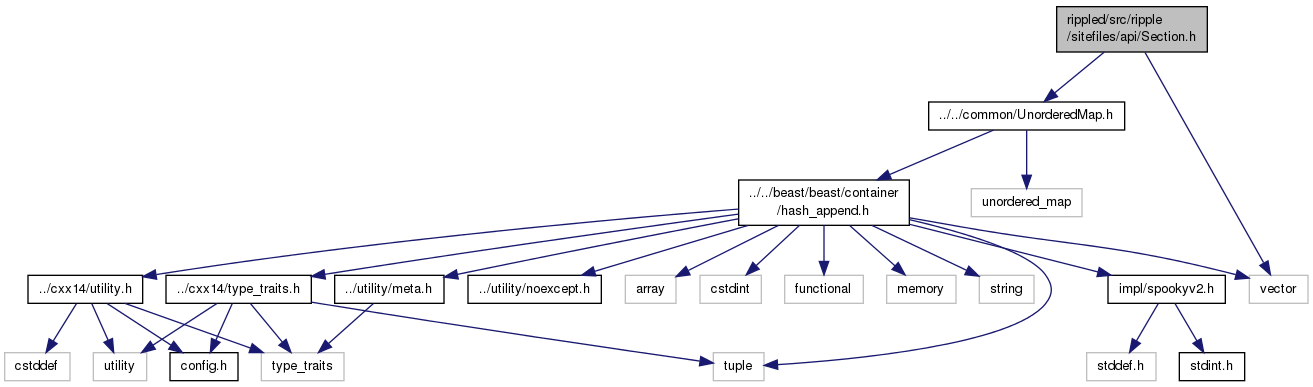 rippled/src/ripple
/sitefiles/api/Section.h
../../common/UnorderedMap.h
../../beast/beast/container
/hash_append.h
unordered_map
../cxx14/utility.h
../cxx14/type_traits.h
../utility/meta.h
../utility/noexcept.h
array
cstdint
functional
memory
string
impl/spookyv2.h
vector
cstddef
utility
config.h
type_traits
tuple
stddef.h
stdint.h